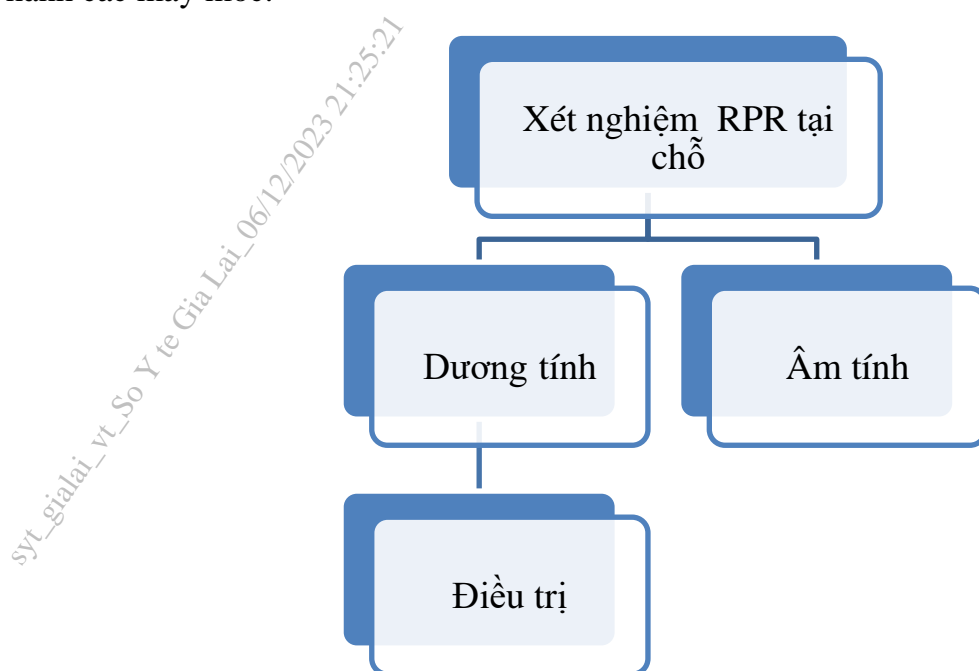 syt_gialai_vt_So Y te Gia Lai_06/12/2023 21:25:21
Xét nghiệm RPR tại
chỗ
Dương tính
Âm tính
Điều trị